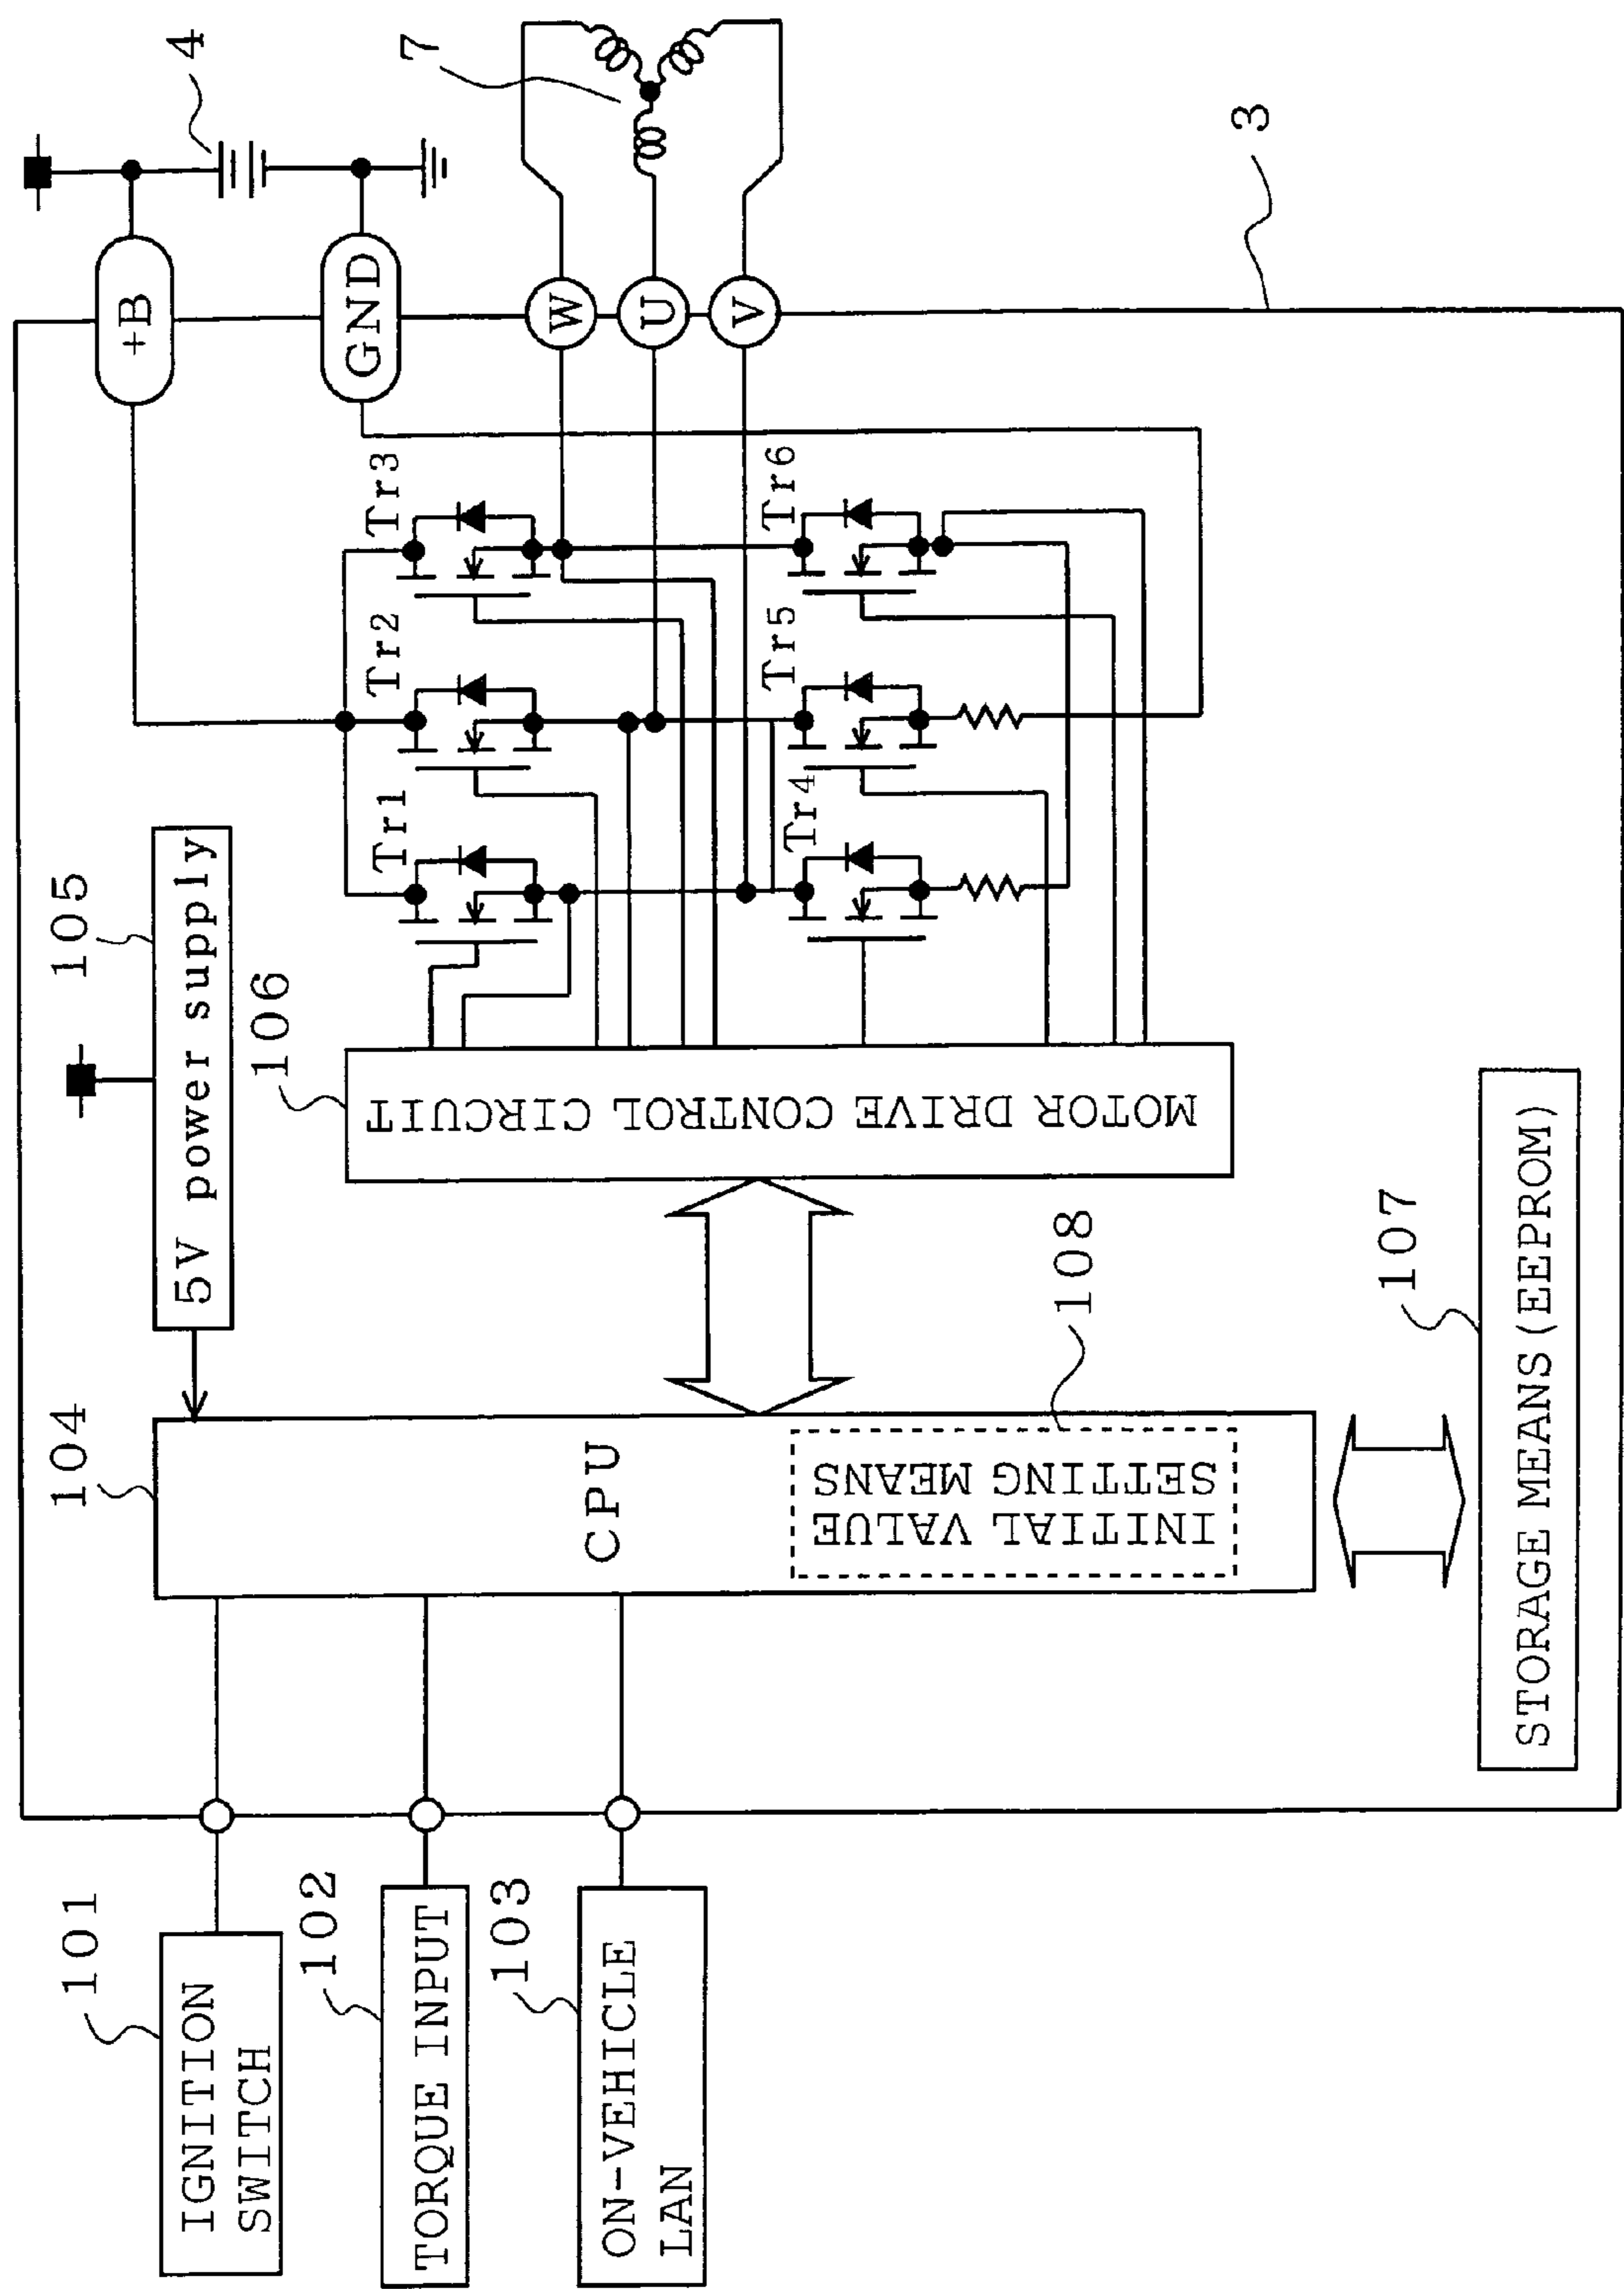 101
IGNITION
SWITCH
102
TORQUE INPUT
103
ON-VEHICLE
LAN
104
CPU
INITIAL VALUE
SETTING MEANS
108
105
5V power supply
106
MOTOR DRIVE CONTROL CIRCUIT
107
STORAGE MEANS (EEPROM)
Tr1
Tr2
Tr3
Tr4
Tr5
Tr6
+B
GND
W
U
V
4
7
3